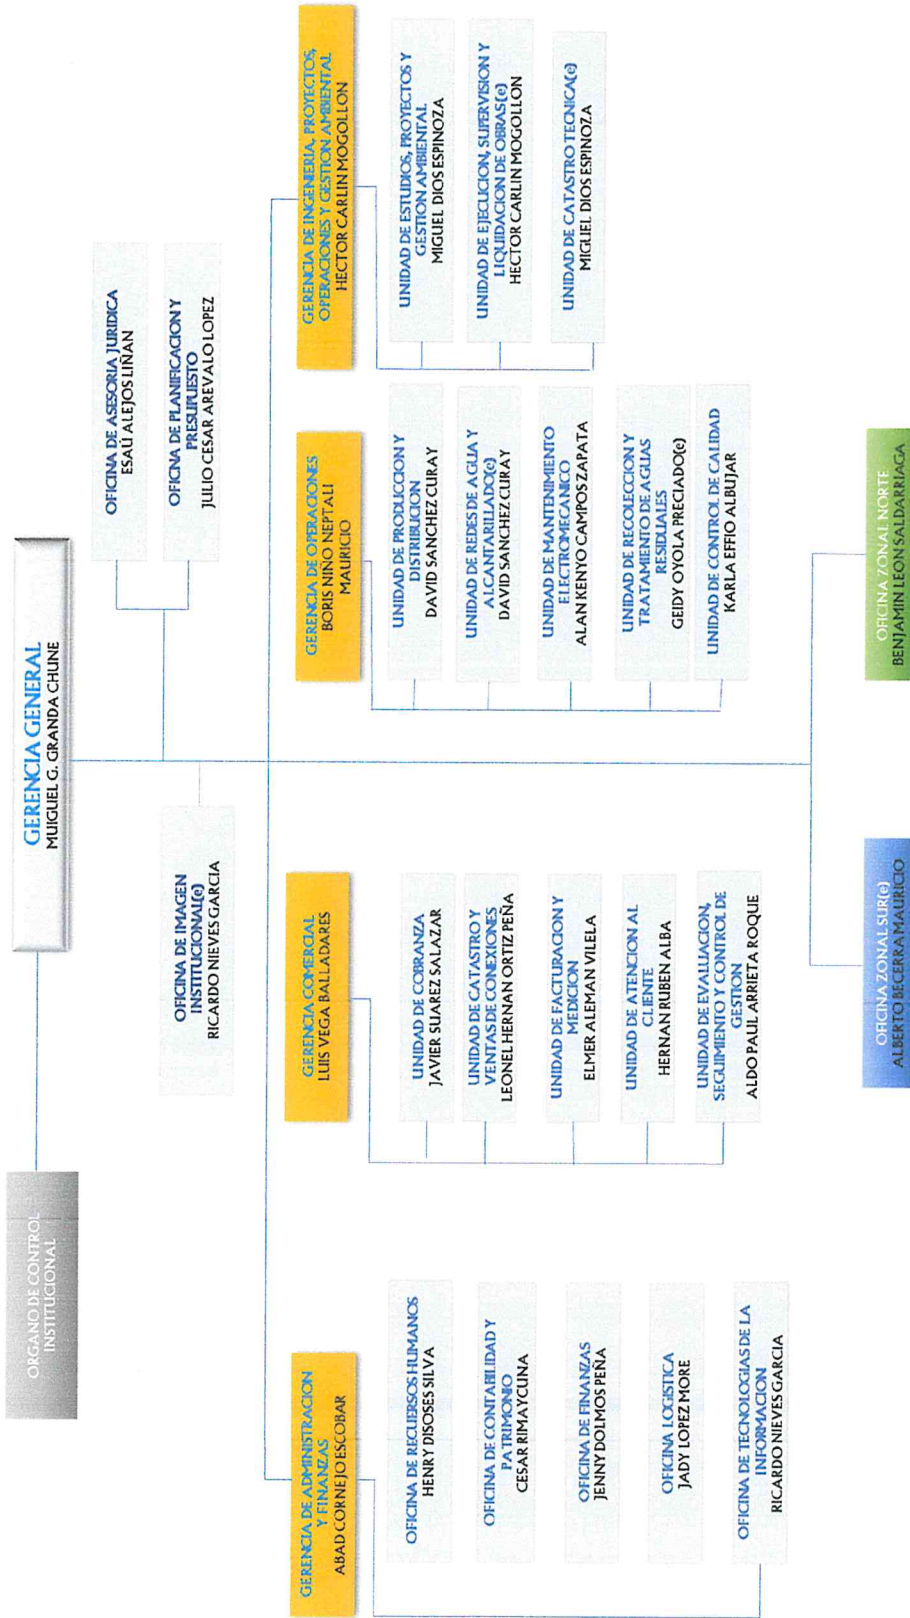 ORGANO DE CONTROL
INSTITUCIONAL
GERENCIA GENERAL
MUIGUEL G. GRANDA CHUNE
OFICINA DE IMAGEN
INSTITUCIONAL(e)
RICARDO NIEVES GARCIA
OFICINA DE ASESORIA JURIDICA
ESAÚ ALEJOS LIÑAN
OFICNA DE PLANIFICACION Y
PRESUPUESTO
JULIO CESAR AREVALO LOPEZ
GERENCIA DE ADMINISTRACION
Y FINANZAS
ABAD CORNEJO ESCOBAR
OFICINA DE RECUERSOS HUMANOS
HENRY DISOSES SILVA
OFICINA DE CONTABILIDAD Y
PATRIMONIO
CESAR RIMAYCUNA
OFICINA DE FINANZAS
JENNY DOLMOS PEÑA
OFICINA LOGISTICA
JADY LOPEZ MORE
OFICINA DE TECNOLOGIAS DE LA
INFORMACION
RICARDO NIEVES GARCIA
GERENCIA COMERCIAL
LUIS VEGA BALLADARES
UNIDAD DE COBRANZA
JAVIER SUAREZ SALAZAR
UNIDAD DE CATASTRO Y
VENTAS DE CONEXIONES
LEONEL HERNAN ORTIZ PEÑA
UNIDAD DE FACTURACION Y
MEDICION
ELMER ALEMAN VILELA
UNIDAD DE ATENCION AL
CLIENTE
HERNAN RUBEN ALBA
UNIDAD DE EVALUACION,
SEGUIMIENTO Y CONTROL DE
GESTION
ALDO PAUL ARRIETA ROQUE
GERENCIA DE OPERACIONES
BORIS NIÑO NEPTALI
MAURICIO
UNIDAD DE PRODUCCION Y
DISTRIBUCION
DAVID SANCHEZ CURAY
UNIDAD DE REDES DE AGUA Y
ALCANTARILLADO(e)
DAVID SANCHEZ CURAY
UNIDAD DE MANTENIMIENTO
ELECTROMECANICO
ALAN KENYO CAMPOS ZAPATA
UNIDAD DE RECOLECCION Y
TRATAMIENTO DE AGUAS
RESIDUALES
GEIDY OYOLA PRECIADO(e)
UNIDAD DE CONTROL DE CALIDAD
KARLA EFFIO ALBUJAR
GERENCIA DE INGENIERIA, PROYECTOS,
OPERACIONES Y GESTION AMBIENTAL
HECTOR CARLIN MOGOLLON
UNIDAD DE ESTUDIOS, PROYECTOS Y
GESTION AMBIENTAL
MIGUEL DIOS ESPINOZA
UNIDAD DE EJECUCION, SUPERVISION Y
LIQUIDACION DE OBRAS(e)
HECTOR CARLIN MOGOLLON
UNIDAD DE CATASTRO TECNICA(e)
MIGUEL DIOS ESPINOZA
OFICINA ZONAL SUR(e)
ALBERTO BECERRA MAURICIO
OFICINA ZONAL NORTE
BENJAMIN LEON SALDARRIAGA